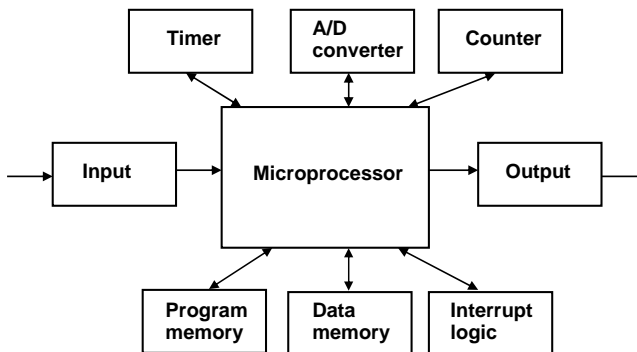 Timer
A/D
converter
Counter
Input
Microprocessor
Output
Program
memory
Data
memory
Interrupt
logic